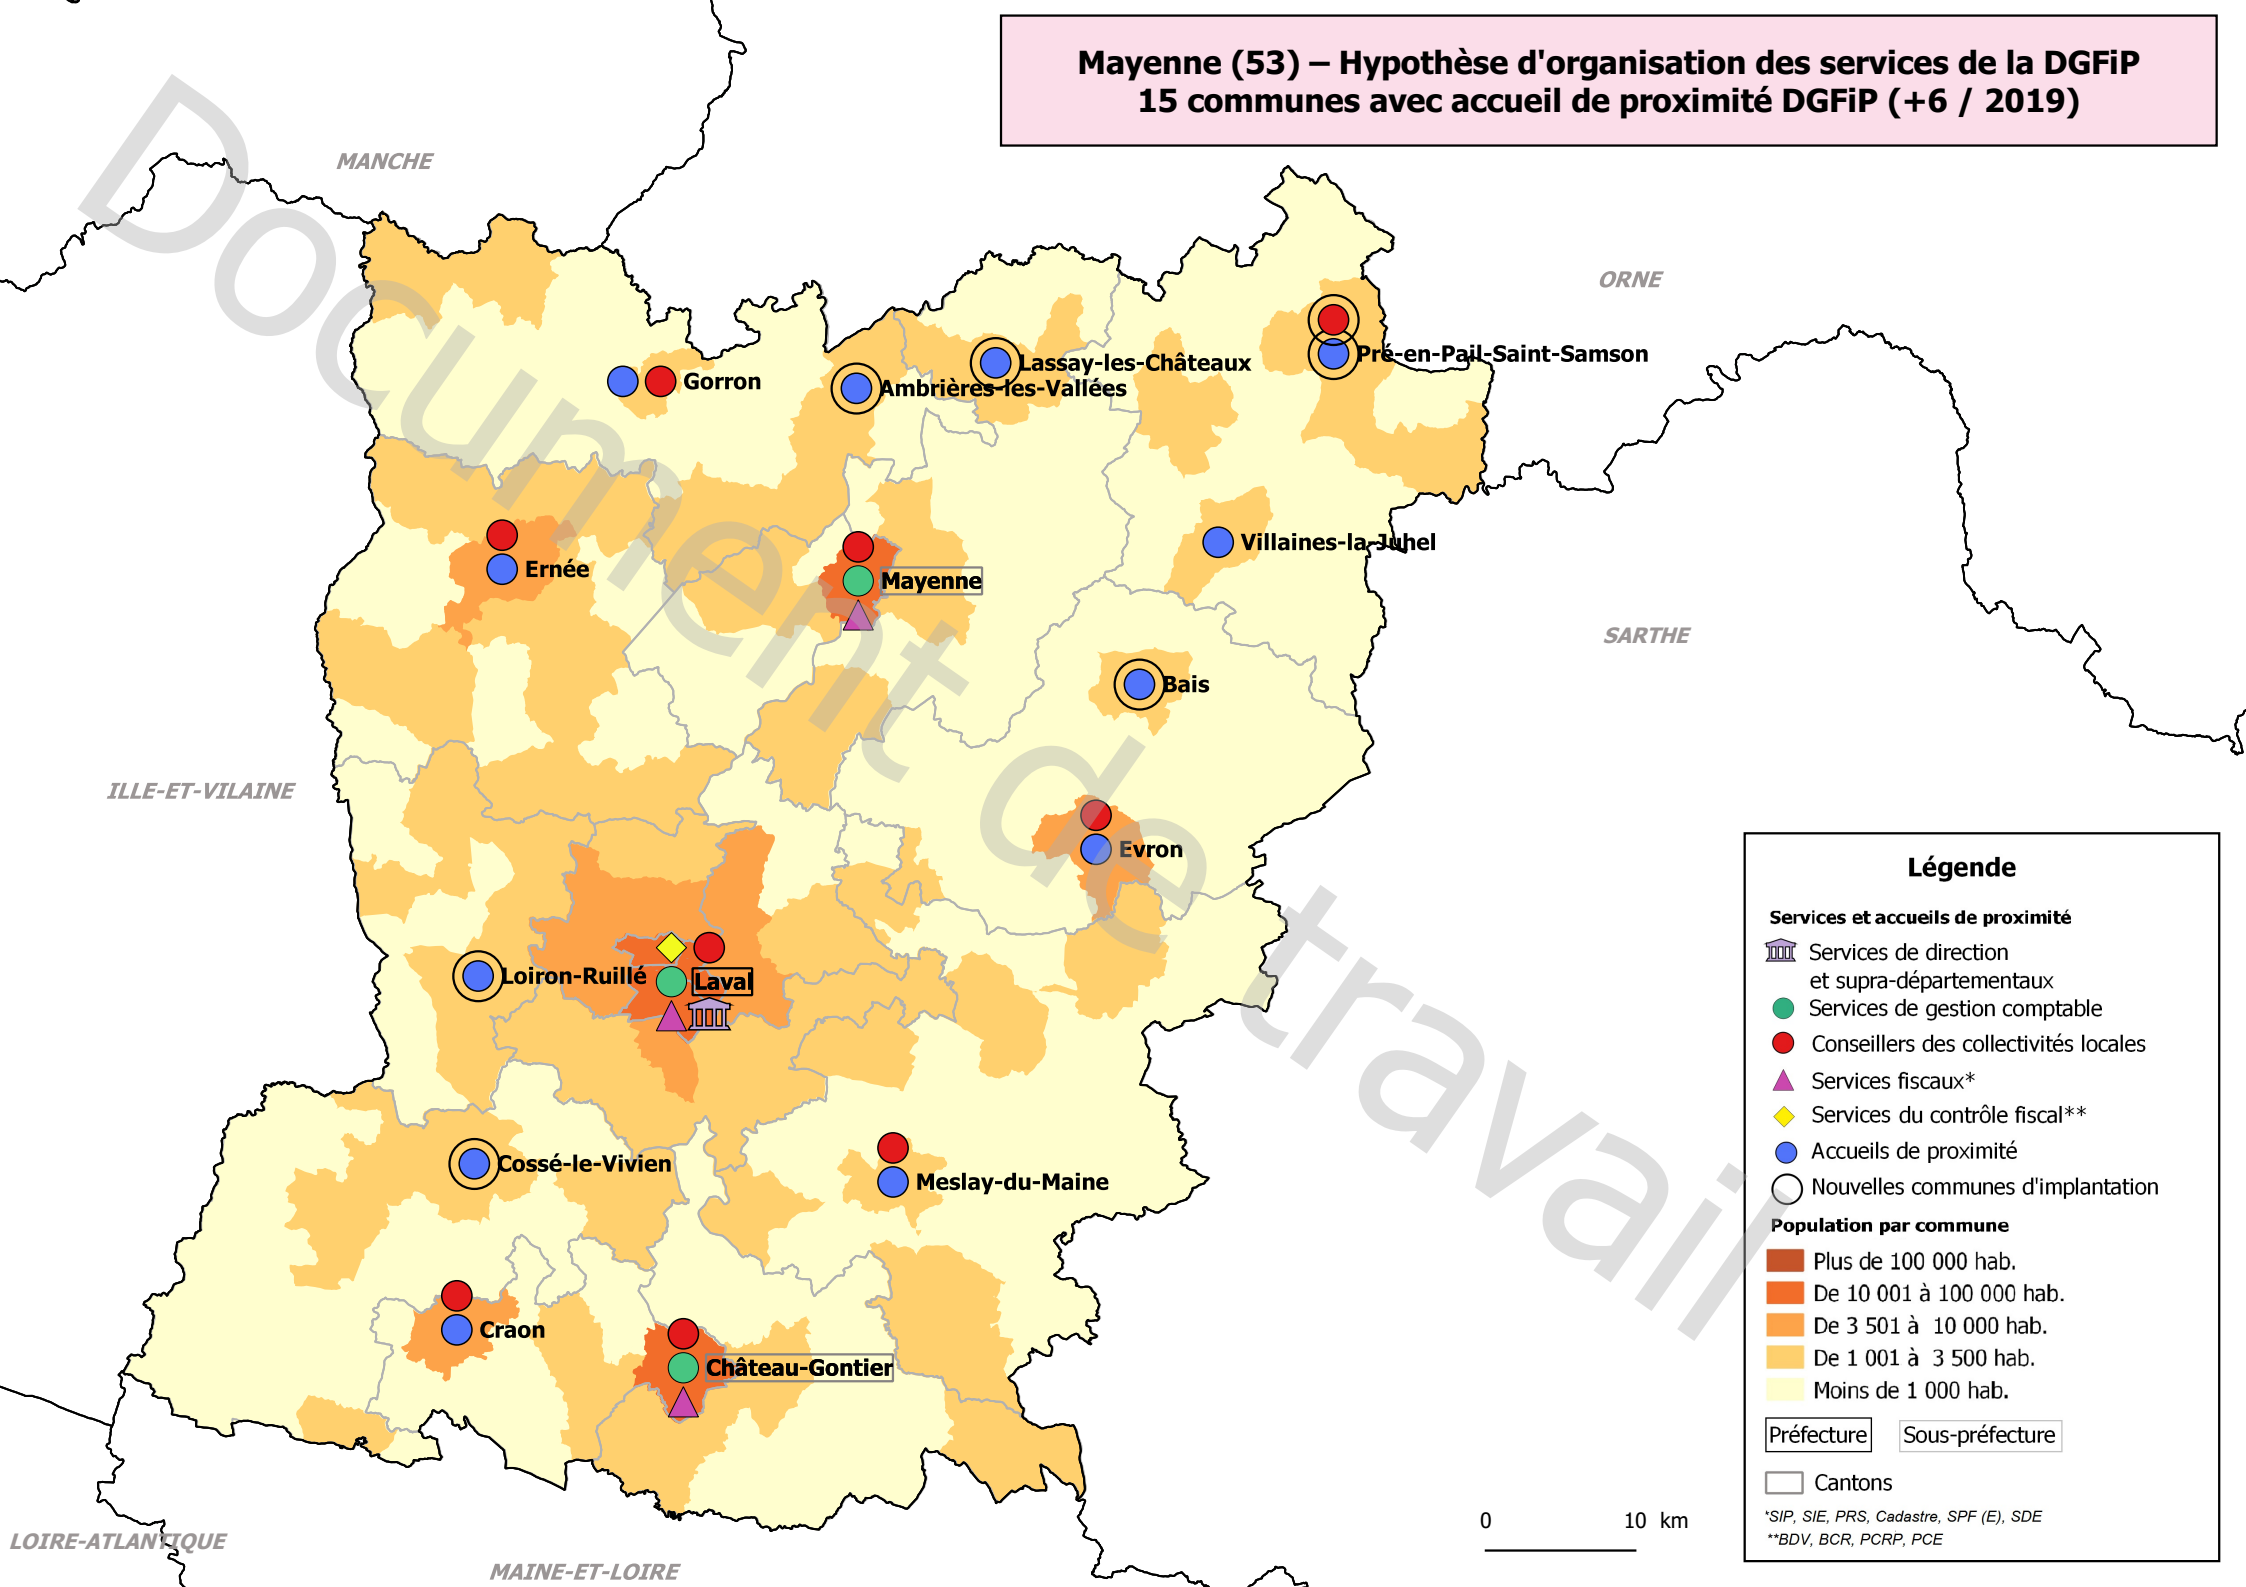 Mayenne (53) – Hypothèse d'organisation des services de la DGFiP
15 communes avec accueil de proximité DGFiP (+6 / 2019)
MANCHE
ORNE
Lassay-les-Châteaux
Pré-en-Pail-Saint-Samson
Gorron
Ambrières-les-Vallées
Villaines-la-Juhel
Ernée
Mayenne
SARTHE
Bais
ILLE-ET-VILAINE
Evron
Loiron-Ruillé
Laval
Cossé-le-Vivien
Meslay-du-Maine
Craon
Château-Gontier
LOIRE-ATLANTIQUE
MAINE-ET-LOIRE
Document de travail
0 10 km
Légende
Services et accueils de proximité
Services de direction
et supra-départementaux
Services de gestion comptable
Conseillers des collectivités locales
Services fiscaux*
Services du contrôle fiscal**
Accueils de proximité
Nouvelles communes d'implantation
Population par commune
Plus de 100 000 hab.
De 10 001 à 100 000 hab.
De 3 501 à 10 000 hab.
De 1 001 à 3 500 hab.
Moins de 1 000 hab.
Préfecture Sous-préfecture
Cantons
*SIP, SIE, PRS, Cadastre, SPF (E), SDE
**BDV, BCR, PCRP, PCE